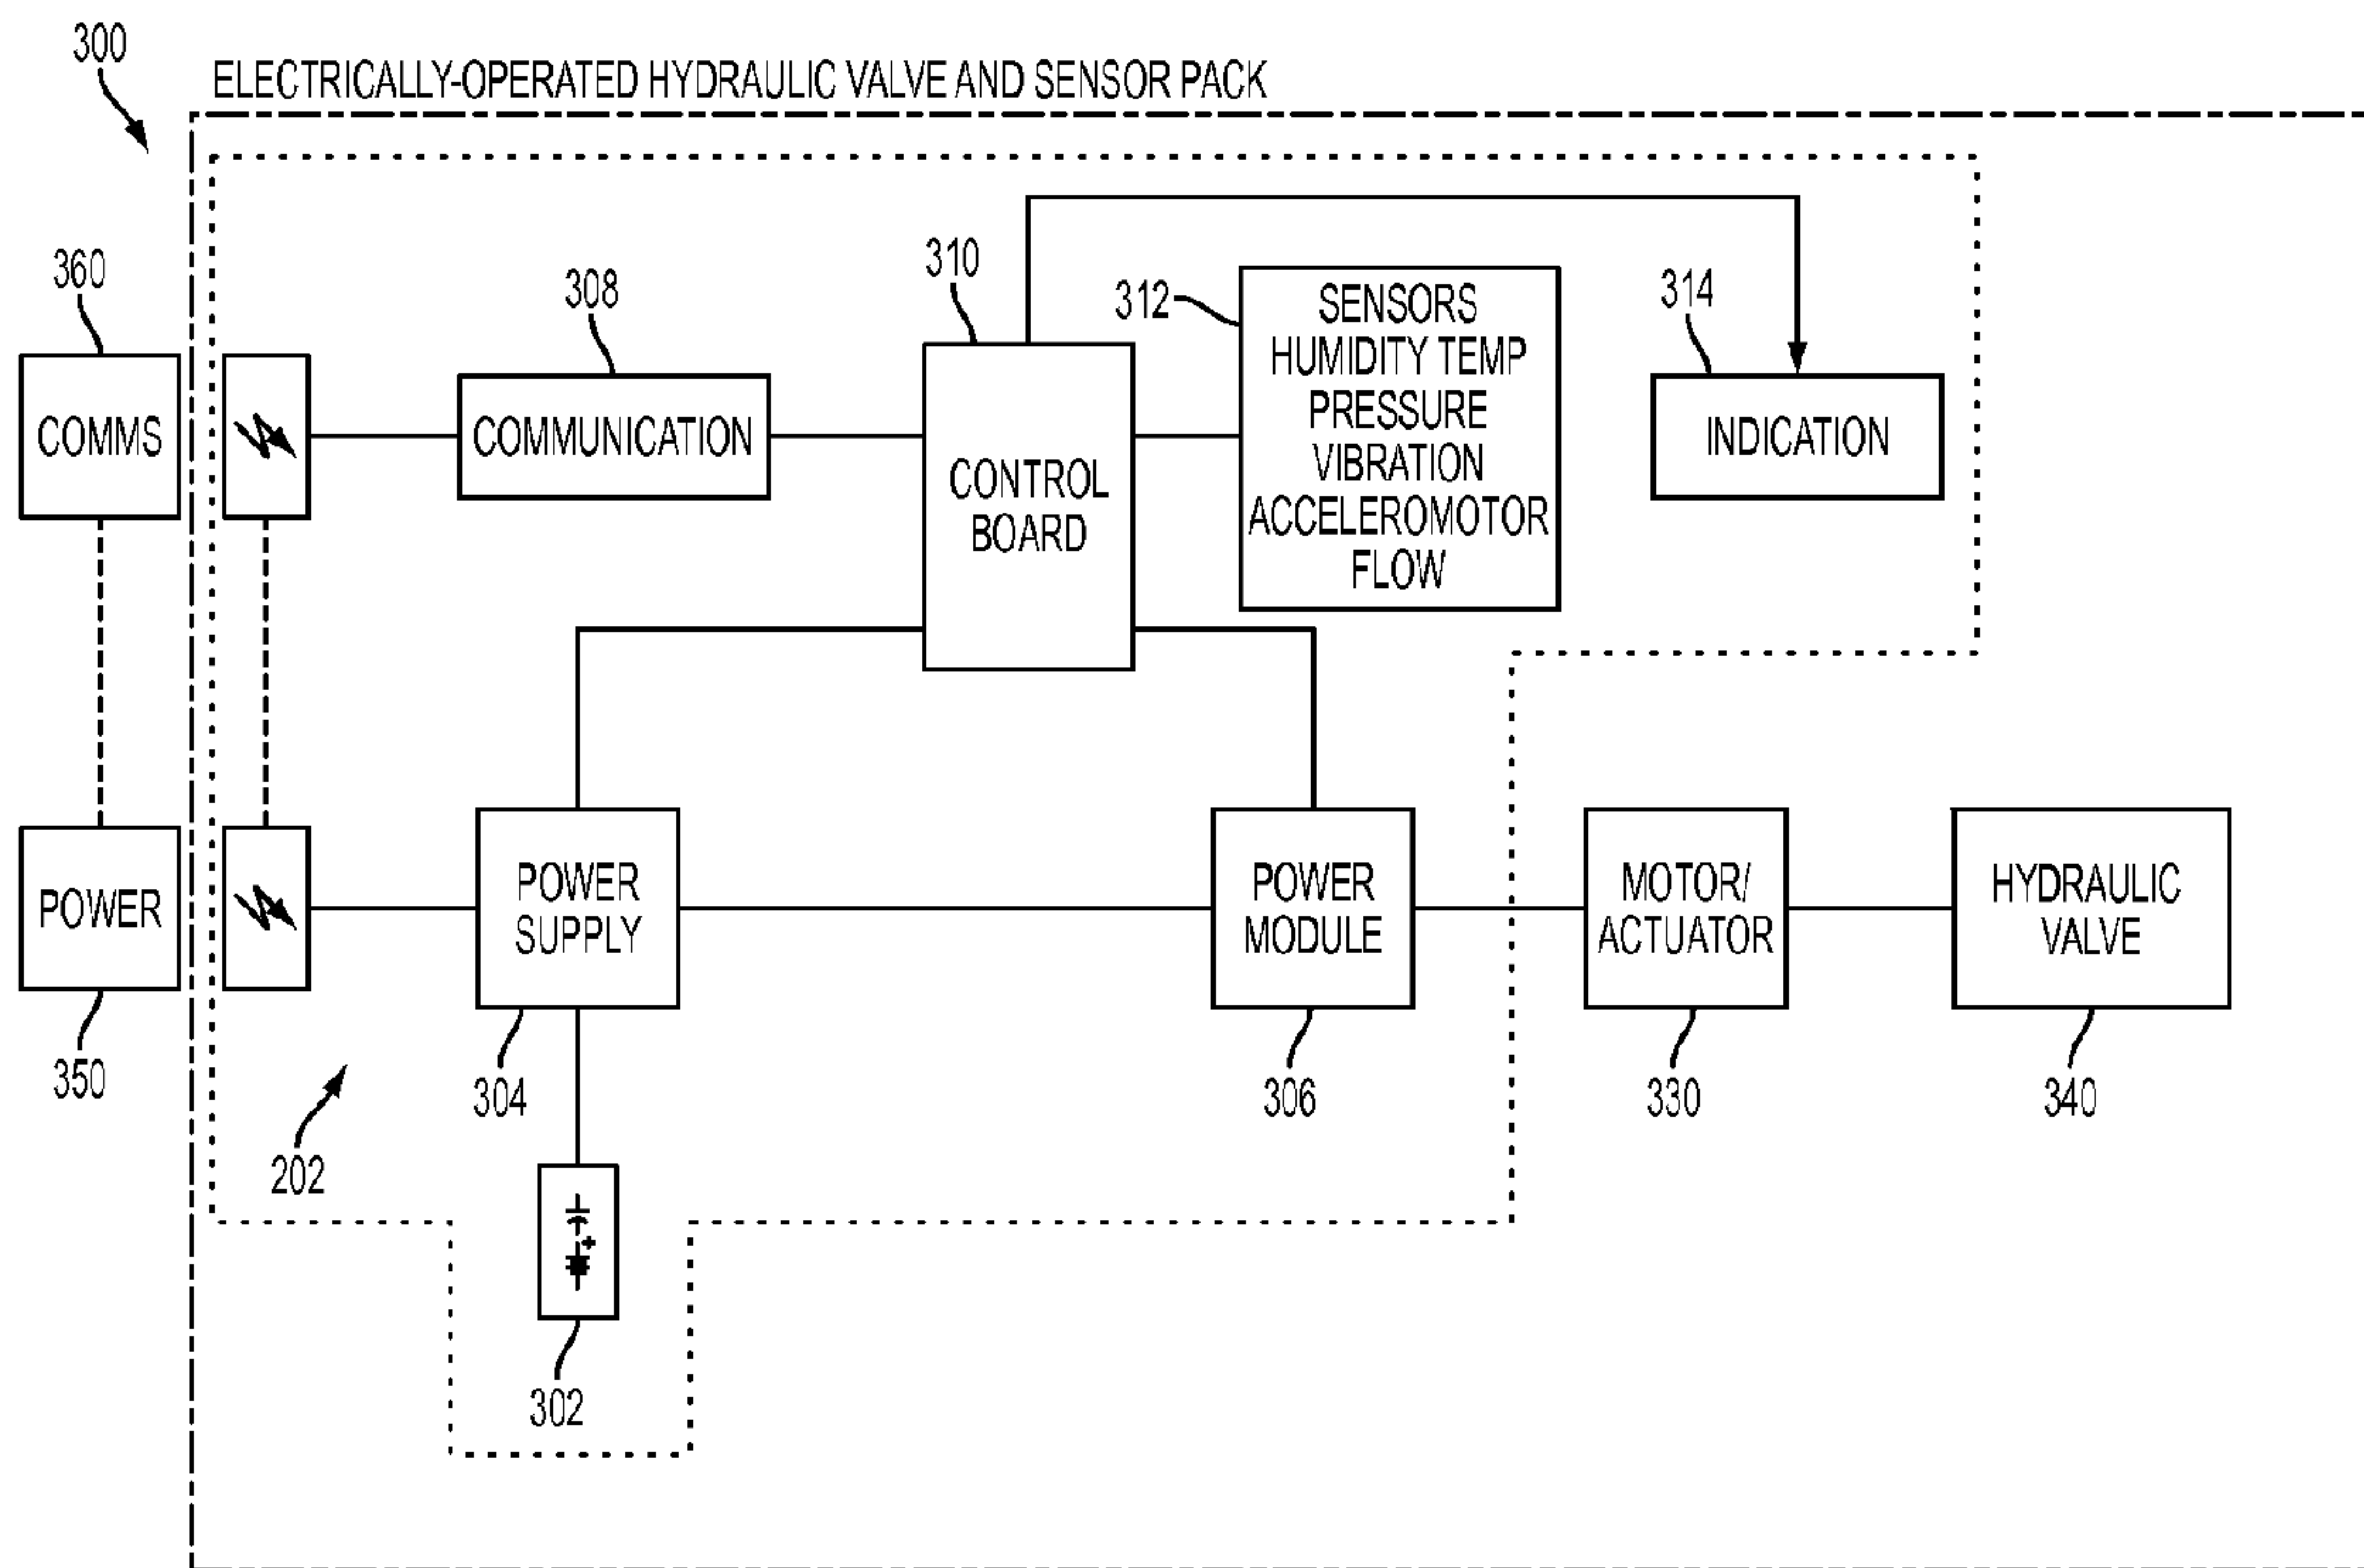 300
ELECTRICALLY-OPERATED HYDRAULIC VALVE AND SENSOR PACK
360
308
310
312
314
COMMS
COMMUNICATION
CONTROL
BOARD
SENSORS
HUMIDITY TEMP
PRESSURE
VIBRATION
ACCELEROMOTOR
FLOW
INDICATION
POWER
POWER
SUPPLY
POWER
MODULE
MOTOR/
ACTUATOR
HYDRAULIC
VALVE
350
202
304
306
330
340
302